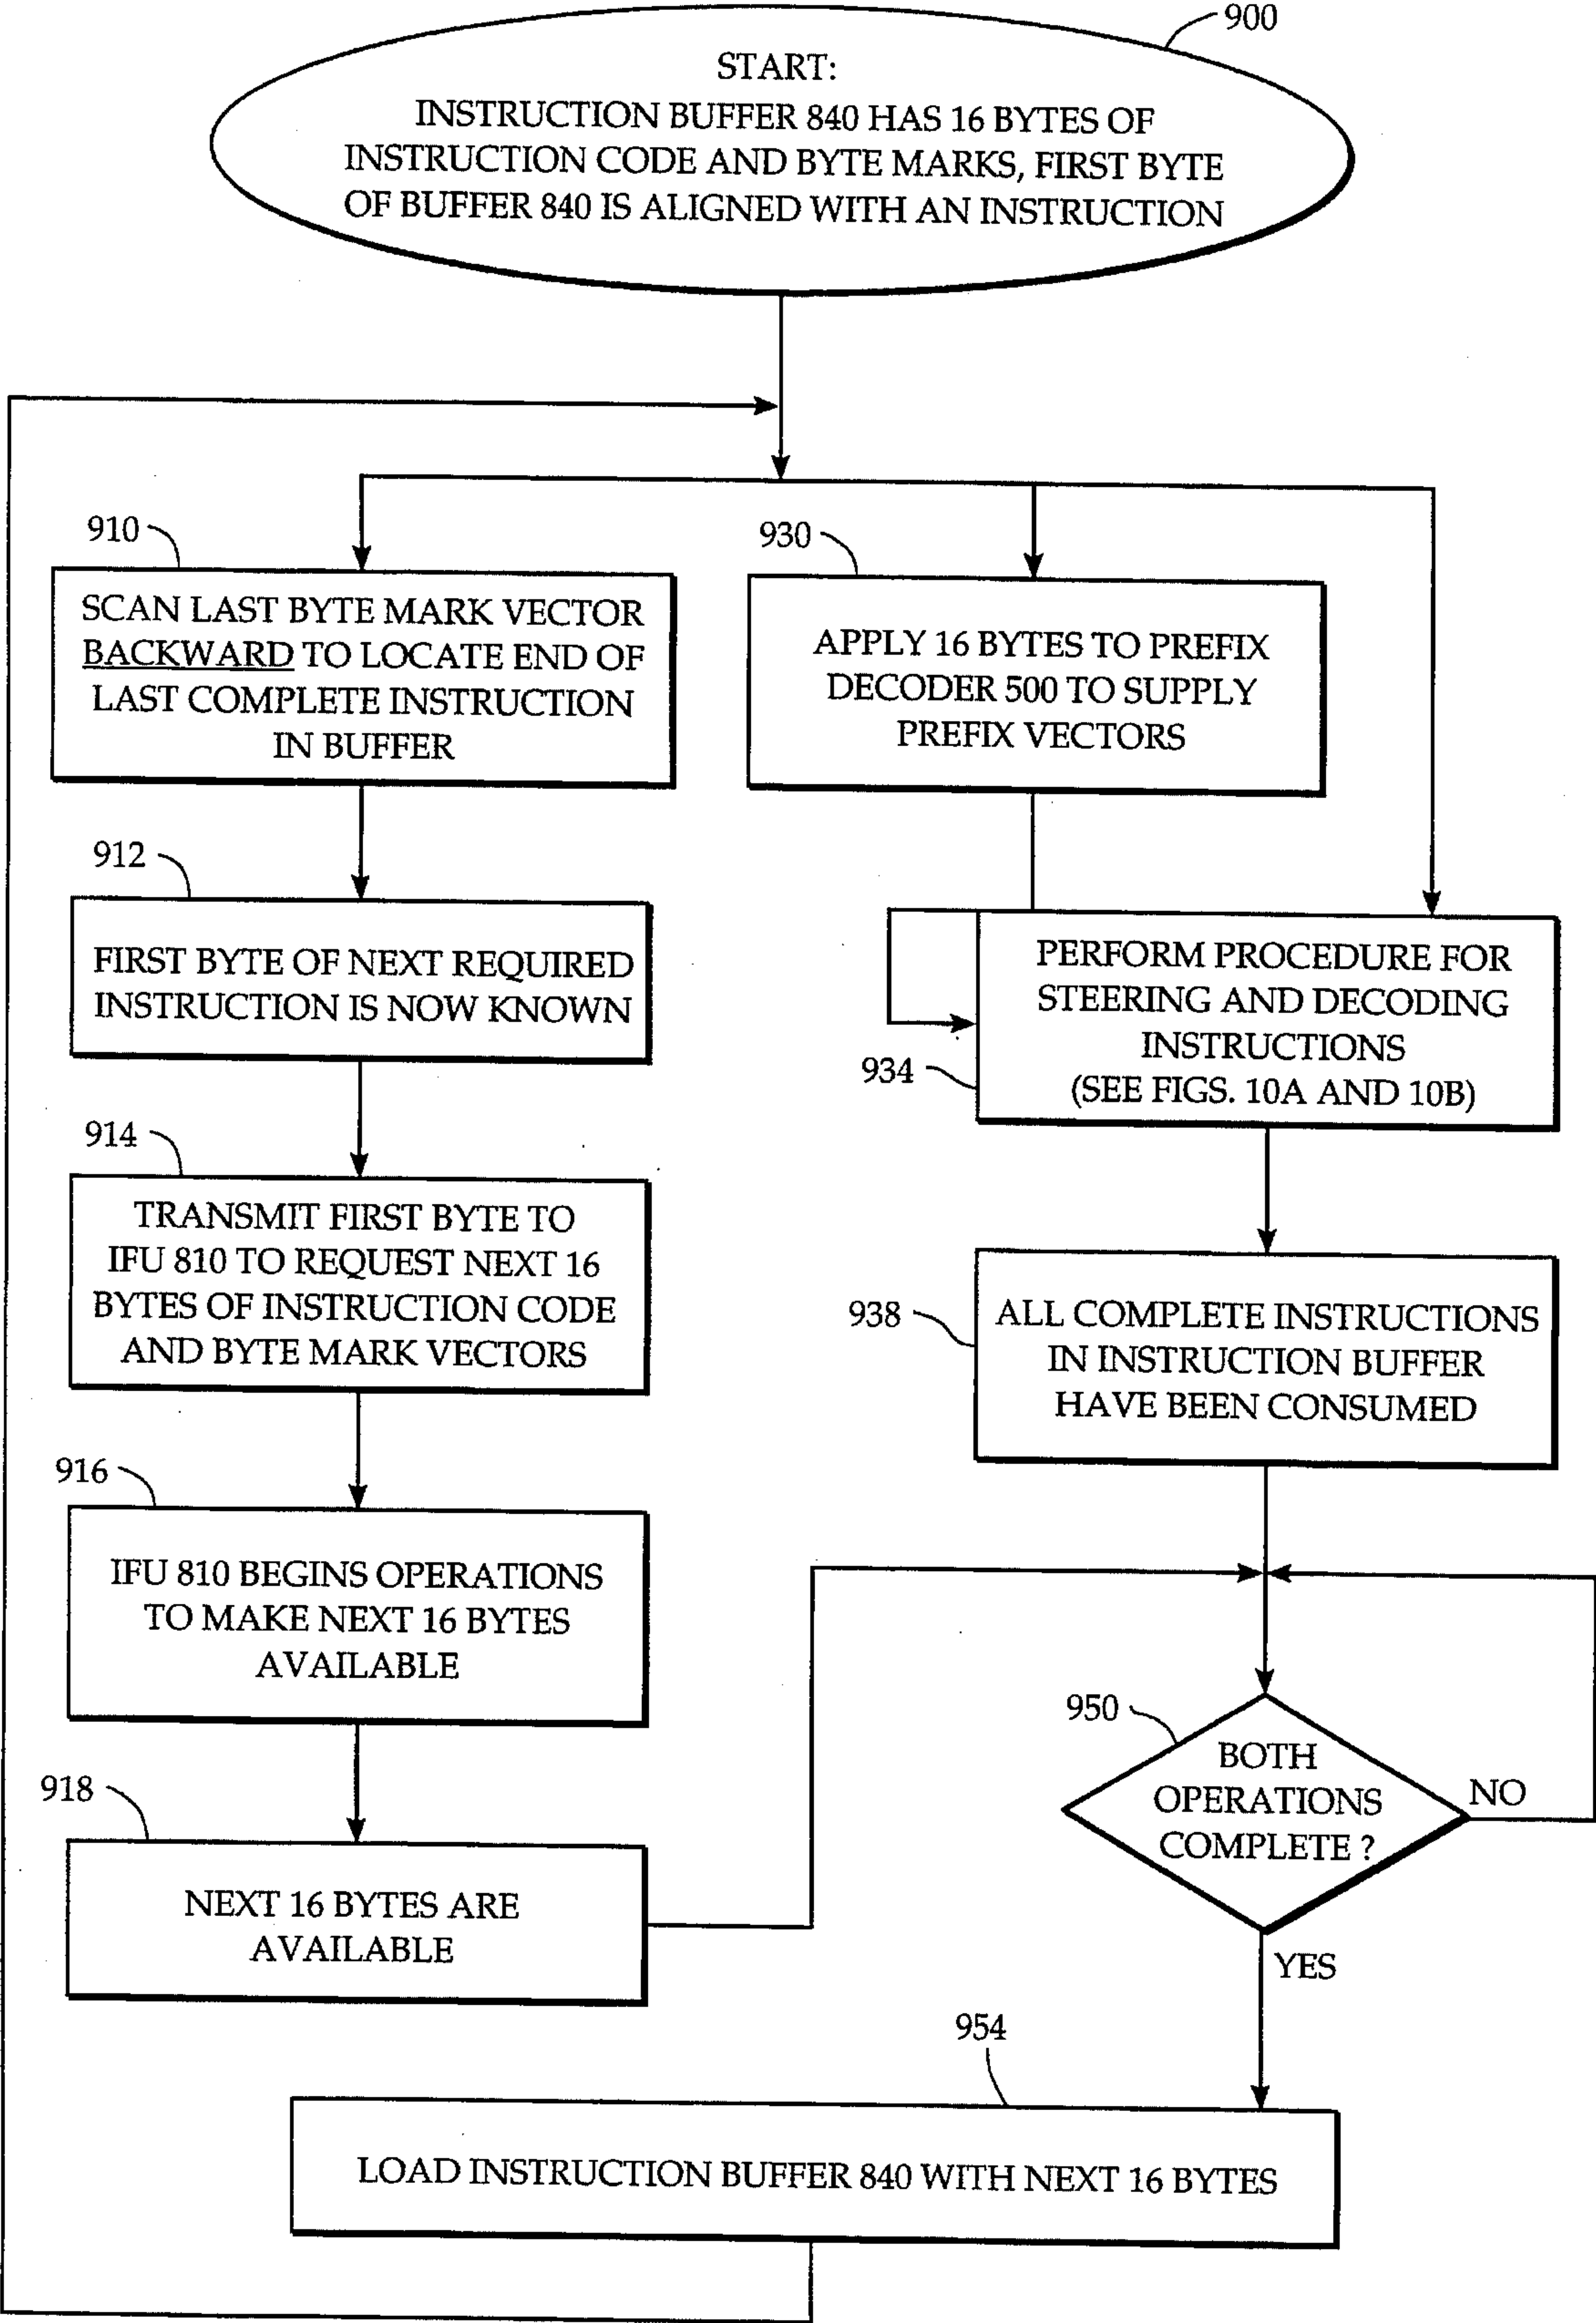 900
START:
INSTRUCTION BUFFER 840 HAS 16 BYTES OF
INSTRUCTION CODE AND BYTE MARKS, FIRST BYTE
OF BUFFER 840 IS ALIGNED WITH AN INSTRUCTION
910
SCAN LAST BYTE MARK VECTOR
BACKWARD TO LOCATE END OF
LAST COMPLETE INSTRUCTION
IN BUFFER
930
APPLY 16 BYTES TO PREFIX
DECODER 500 TO SUPPLY
PREFIX VECTORS
912
FIRST BYTE OF NEXT REQUIRED
INSTRUCTION IS NOW KNOWN
934
PERFORM PROCEDURE FOR
STEERING AND DECODING
INSTRUCTIONS
(SEE FIGS. 10A AND 10B)
914
TRANSMIT FIRST BYTE TO
IFU 810 TO REQUEST NEXT 16
BYTES OF INSTRUCTION CODE
AND BYTE MARK VECTORS
938
ALL COMPLETE INSTRUCTIONS
IN INSTRUCTION BUFFER
HAVE BEEN CONSUMED
916
IFU 810 BEGINS OPERATIONS
TO MAKE NEXT 16 BYTES
AVAILABLE
918
NEXT 16 BYTES ARE
AVAILABLE
950
BOTH
OPERATIONS
COMPLETE ?
NO
YES
954
LOAD INSTRUCTION BUFFER 840 WITH NEXT 16 BYTES